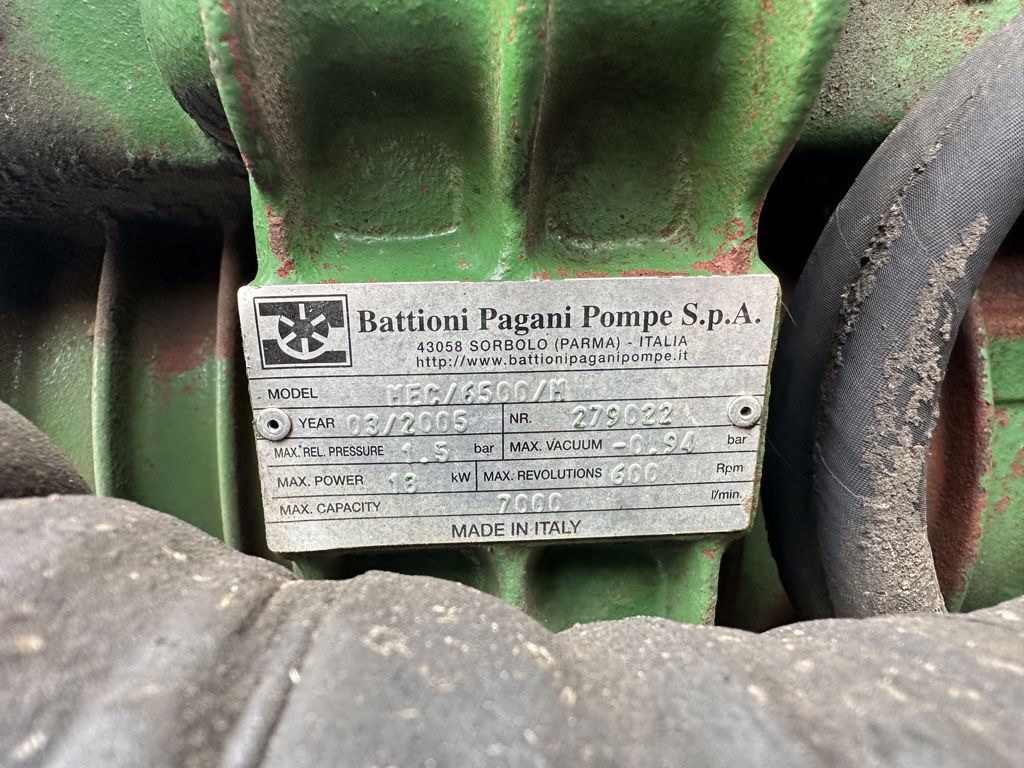 Battioni Pagani Pompe S.p.A.
43058 SORBOLO (PARMA) - ITALIA
http://www.battionipaganipompe.it
MODEL MEC/6500/M
YEAR 03/2005 NR. 279022
MAX. REL. PRESSURE 1.5 bar MAX. VACUUM -0.94 bar
MAX. POWER 18 kW MAX. REVOLUTIONS 600 Rpm
MAX. CAPACITY 7000 l/min.
MADE IN ITALY